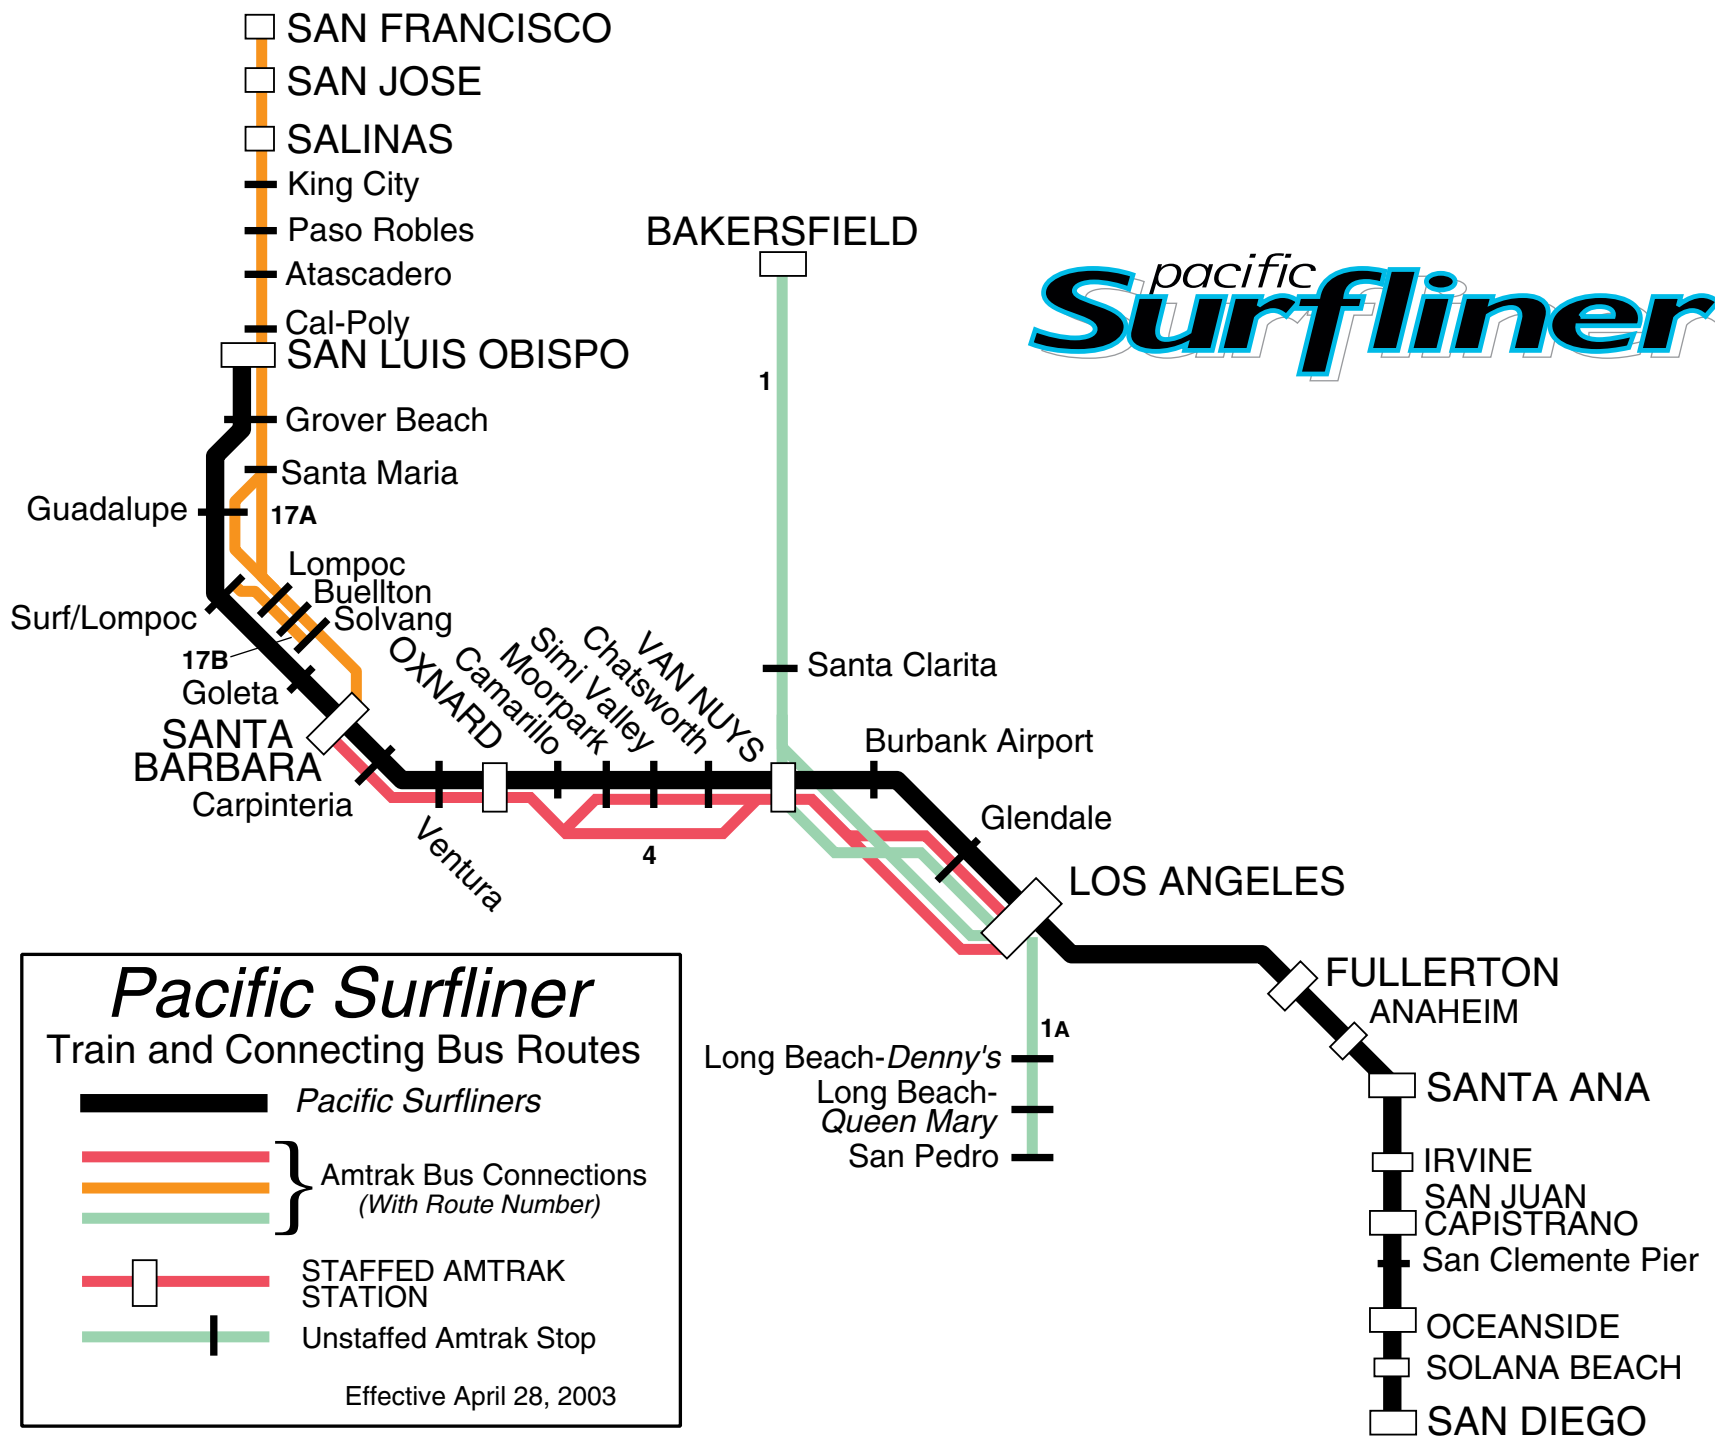 SAN FRANCISCO
SAN JOSE
SALINAS
King City
Paso Robles
Atascadero
Cal-Poly
SAN LUIS OBISPO
Grover Beach
Santa Maria
Guadalupe
17A
Lompoc
Buellton
Solvang
Surf/Lompoc
17B
Goleta
SANTA
BARBARA
Carpinteria
Ventura
OXNARD
Camarillo
Moorpark
Simi Valley
Chatsworth
VAN NUYS
4
BAKERSFIELD
1
Santa Clarita
Burbank Airport
Glendale
LOS ANGELES
1A
Long Beach-Denny's
Long Beach-
Queen Mary
San Pedro
FULLERTON
ANAHEIM
SANTA ANA
IRVINE
SAN JUAN
CAPISTRANO
San Clemente Pier
OCEANSIDE
SOLANA BEACH
SAN DIEGO
pacific
Surfliner
Pacific Surfliner
Train and Connecting Bus Routes
Pacific Surfliners
Amtrak Bus Connections
(With Route Number)
STAFFED AMTRAK
STATION
Unstaffed Amtrak Stop
Effective April 28, 2003